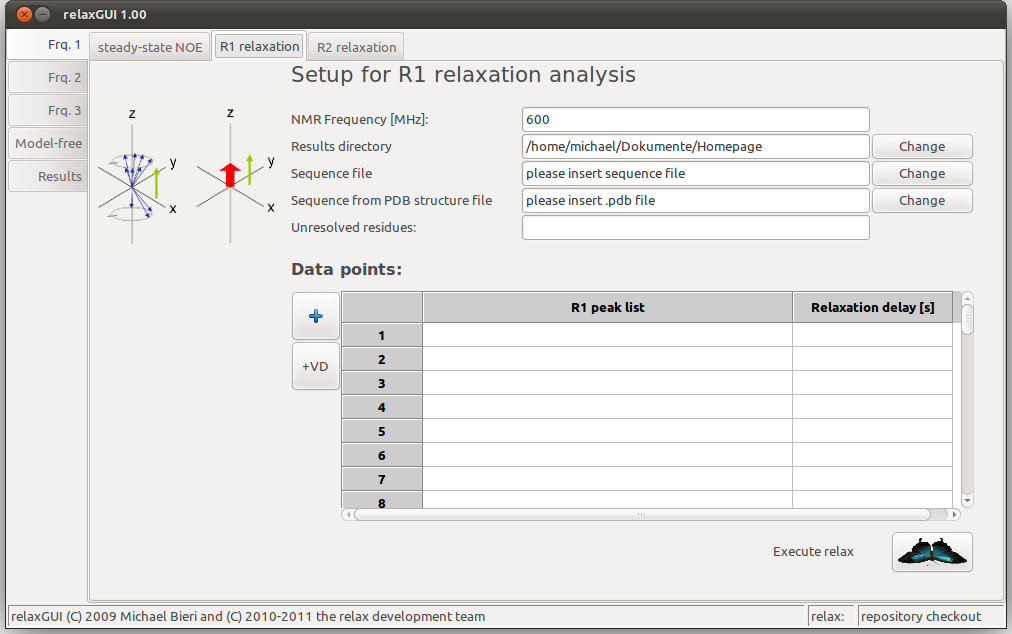 relaxGUI 1.00
Frq. 1
Frq. 2
Frq. 3
Model-free
Results
steady-state NOE
R1 relaxation
R2 relaxation
Setup for R1 relaxation analysis
z
y
x
z
y
x
NMR Frequency [MHz]:
600
Results directory
/home/michael/Dokumente/Homepage
Change
Sequence file
please insert sequence file
Change
Sequence from PDB structure file
please insert .pdb file
Change
Unresolved residues:
Data points:
+VD
R1 peak list
Relaxation delay [s]
1
2
3
4
5
6
7
8
Execute relax
relaxGUI (C) 2009 Michael Bieri and (C) 2010-2011 the relax development team
relax:
repository checkout